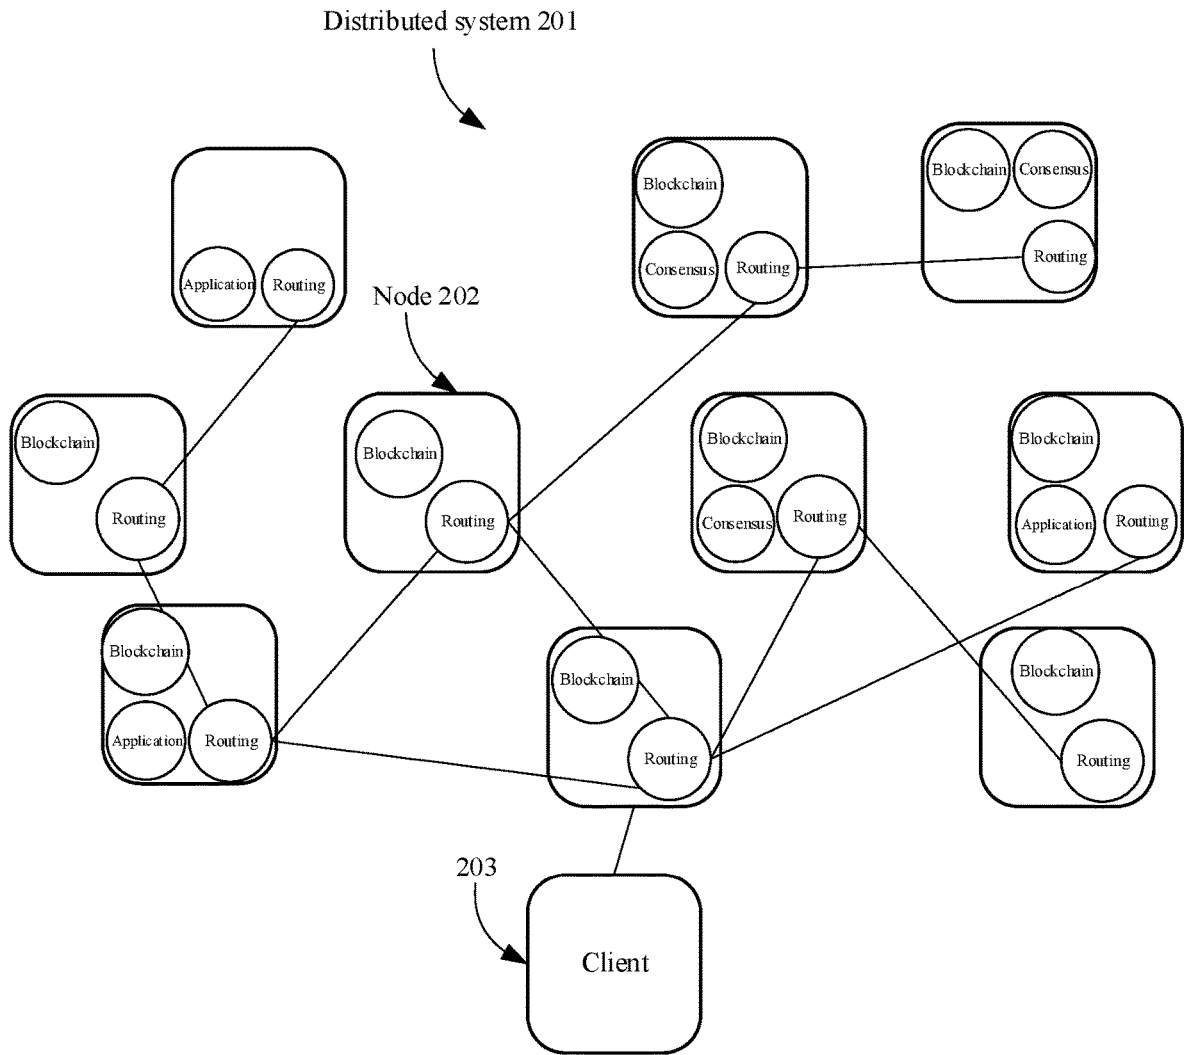 Distributed system 201
Blockchain
Consensus
Routing
Blockchain
Consensus
Routing
Application
Routing
Node 202
Blockchain
Routing
Blockchain
Routing
Blockchain
Consensus
Routing
Blockchain
Application
Routing
Blockchain
Application
Routing
Blockchain
Routing
Blockchain
Routing
203
Client